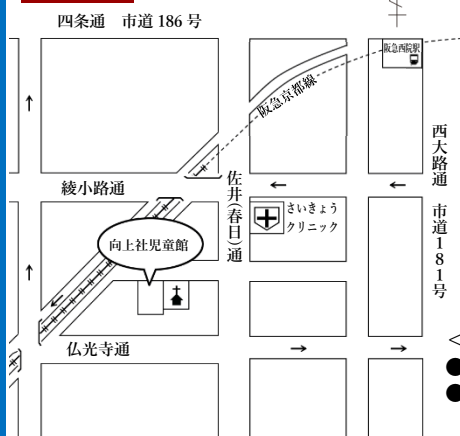 四条通　市道 186 号
阪急西院駅
阪急京都線
西大路通　市道181号
綾小路通
佐井(春日)通
さいきょう
クリニック
向上社児童館
仏光寺通